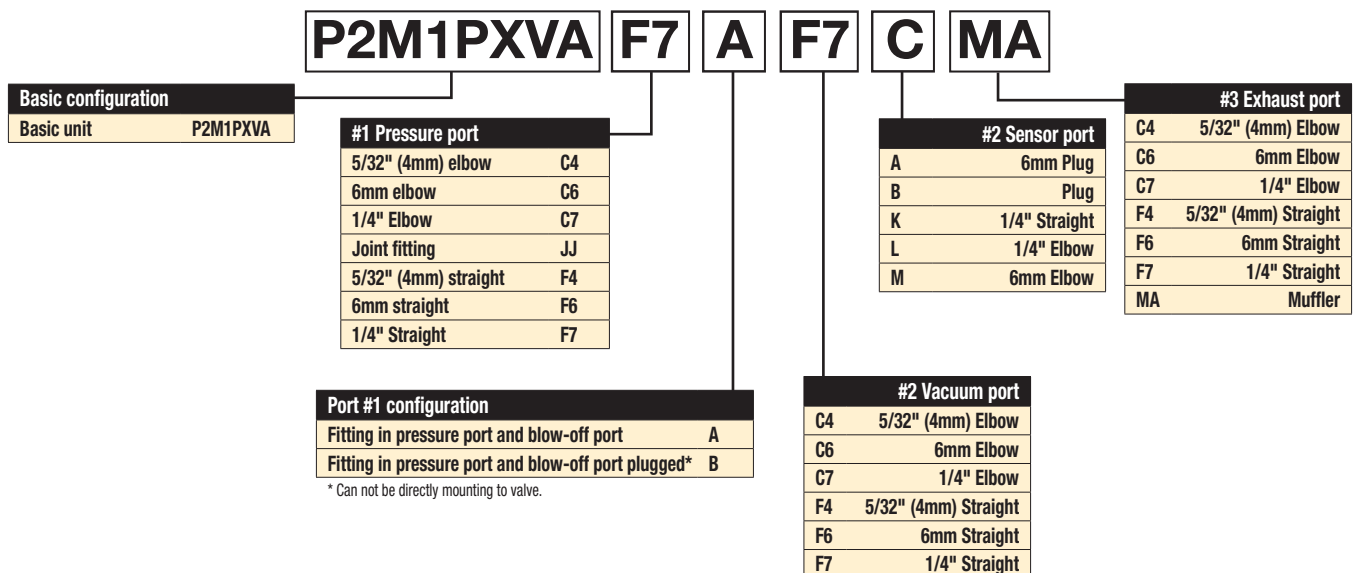 P2M1PXVA F7 A F7 C MA
Basic configuration
Basic unit P2M1PXVA
#1 Pressure port
5/32" (4mm) elbow C4
6mm elbow C6
1/4" Elbow C7
Joint fitting JJ
5/32" (4mm) straight F4
6mm straight F6
1/4" Straight F7
Port #1 configuration
Fitting in pressure port and blow-off port A
Fitting in pressure port and blow-off port plugged* B
* Can not be directly mounting to valve.
#2 Vacuum port
C4 5/32" (4mm) Elbow
C6 6mm Elbow
C7 1/4" Elbow
F4 5/32" (4mm) Straight
F6 6mm Straight
F7 1/4" Straight
#2 Sensor port
A 6mm Plug
B Plug
K 1/4" Straight
L 1/4" Elbow
M 6mm Elbow
#3 Exhaust port
C4 5/32" (4mm) Elbow
C6 6mm Elbow
C7 1/4" Elbow
F4 5/32" (4mm) Straight
F6 6mm Straight
F7 1/4" Straight
MA Muffler